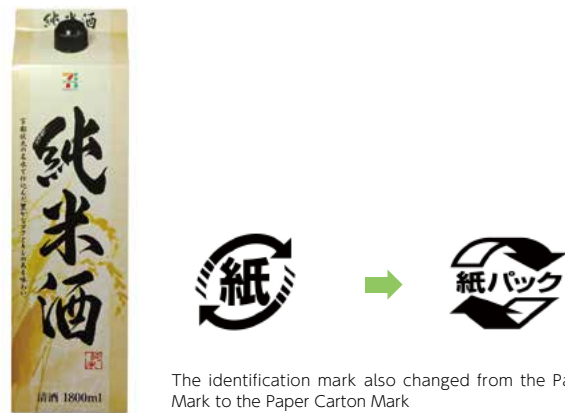 純米酒
7
純米酒
清酒 1800ml
紙
紙パック
The identification mark also changed from the Pa
Mark to the Paper Carton Mark